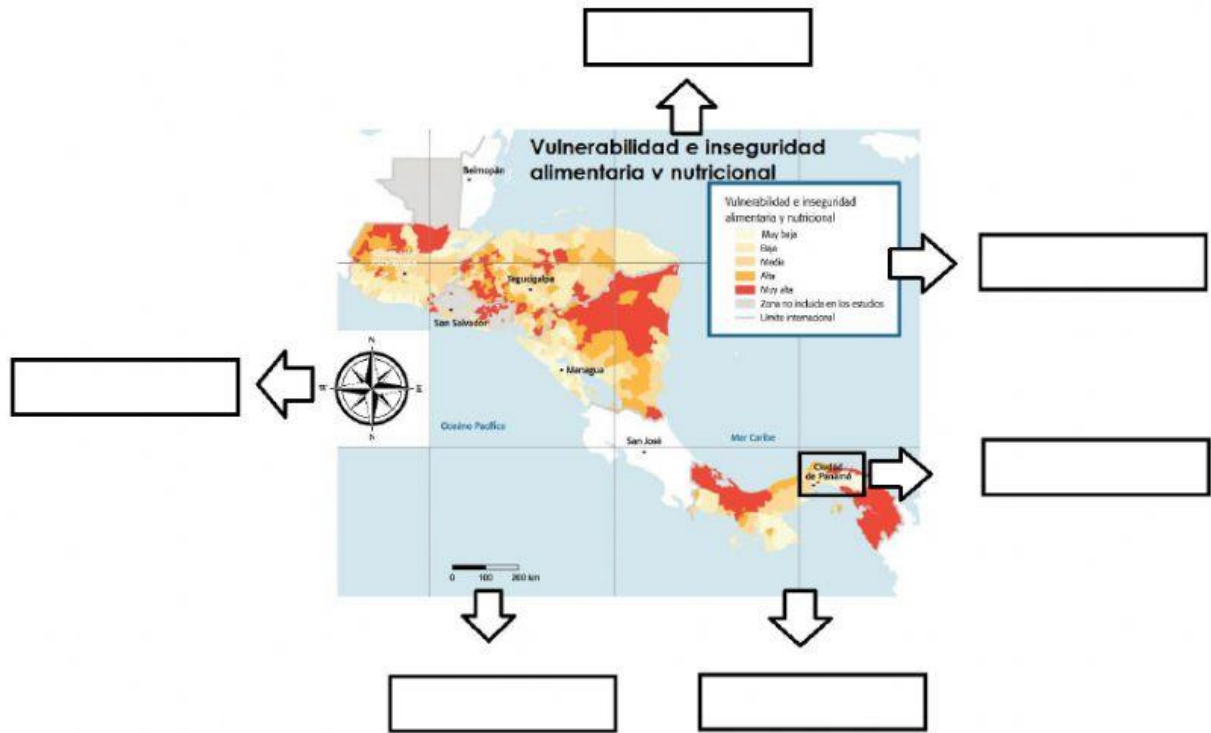 Vulnerabilidad e inseguridad
alimentaria y nutricional
Belmopán
Vulnerabilidad e inseguridad
alimentaria y nutricional
Muy baja
Baja
Media
Alta
Muy alta
Zona no incluida en los estudios
Límite internacional
Tegucigalpa
San Salvador
Managua
N
E
N
Océano Pacífico
San José
Mar Caribe
Ciudad
de Panamá
0 100 200 km